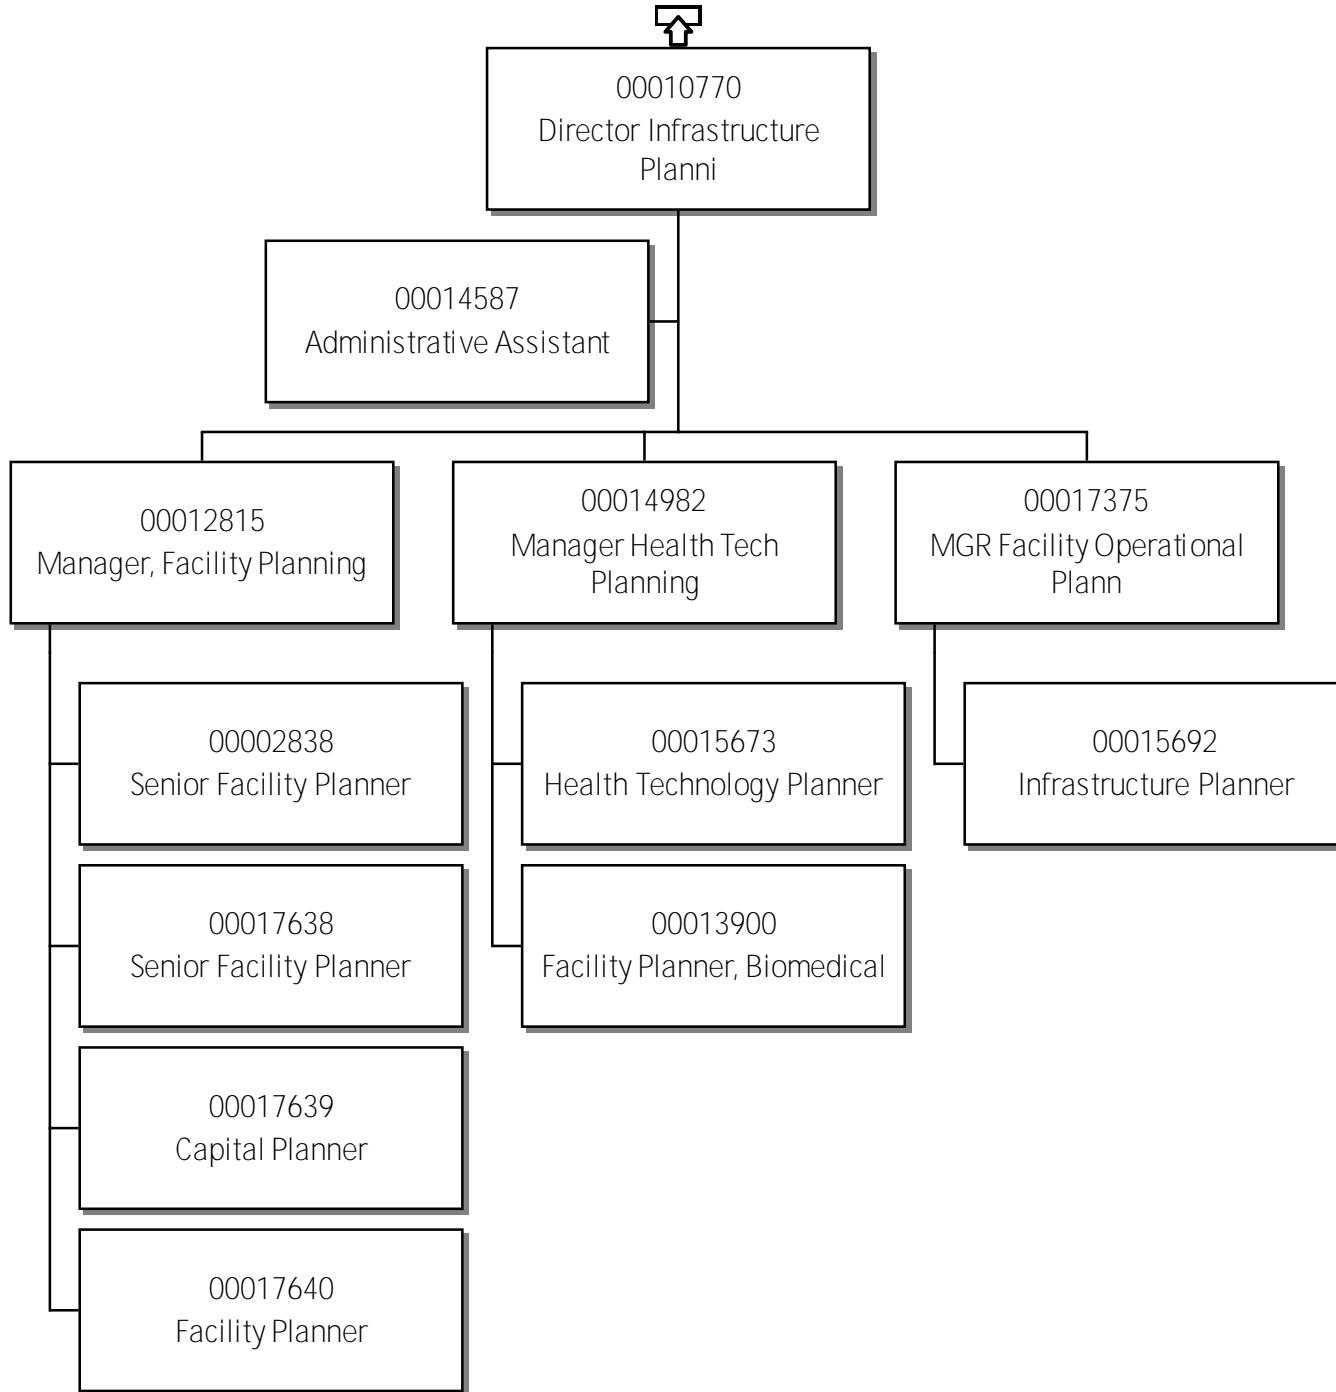 00010770
Director Infrastructure
Planni
00014587
Administrative Assistant
00012815
Manager, Facility Planning
00014982
Manager Health Tech
Planning
00017375
MGR Facility Operational
Plann
00002838
Senior Facility Planner
00017638
Senior Facility Planner
00017639
Capital Planner
00017640
Facility Planner
00015673
Health Technology Planner
00013900
Facility Planner, Biomedical
00015692
Infrastructure Planner